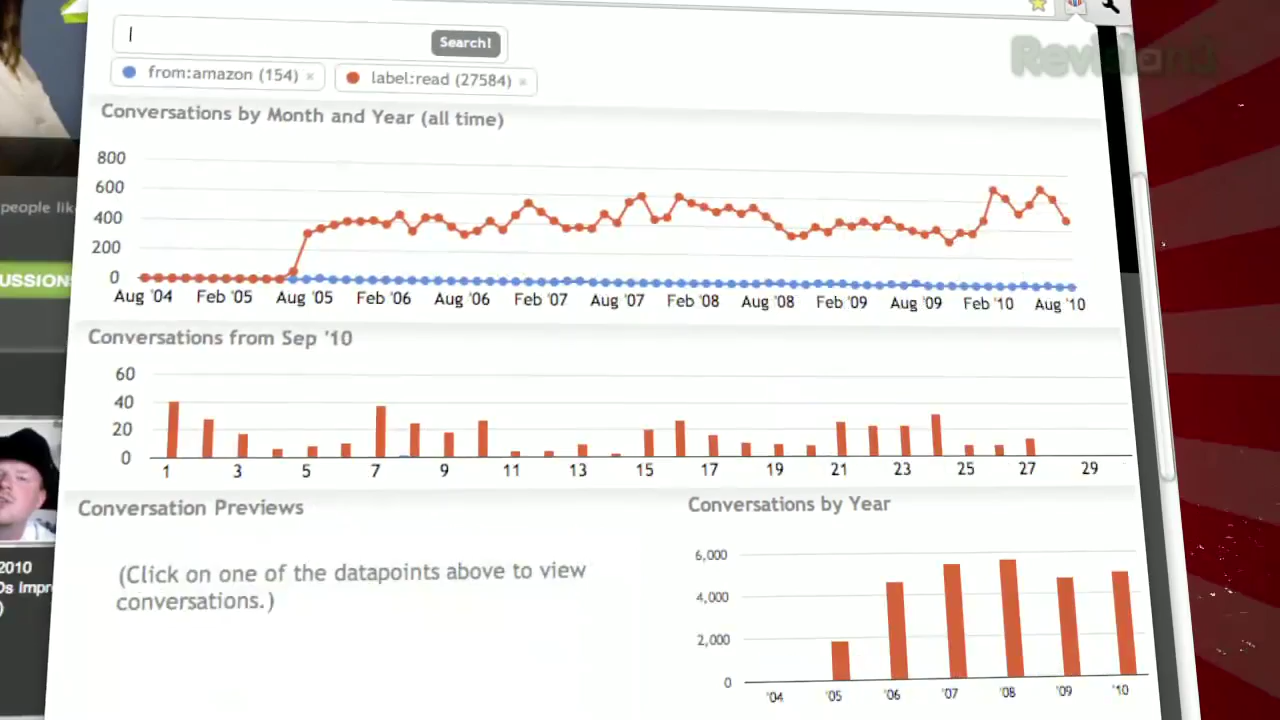 Search!
from:amazon (154) ×
label:read (27584) ×
Revision3
Conversations by Month and Year (all time)
800
600
400
200
0
Aug '04 Feb '05 Aug '05 Feb '06 Aug '06 Feb '07 Aug '07 Feb '08 Aug '08 Feb '09 Aug '09 Feb '10 Aug '10
people lik
USSION
Conversations from Sep '10
60
40
20
0
1 3 5 7 9 11 13 15 17 19 21 23 25 27 29
Conversation Previews
(Click on one of the datapoints above to view
conversations.)
Conversations by Year
6,000
4,000
2,000
0
'04 '05 '06 '07 '08 '09 '10
2010
Os Impr
)